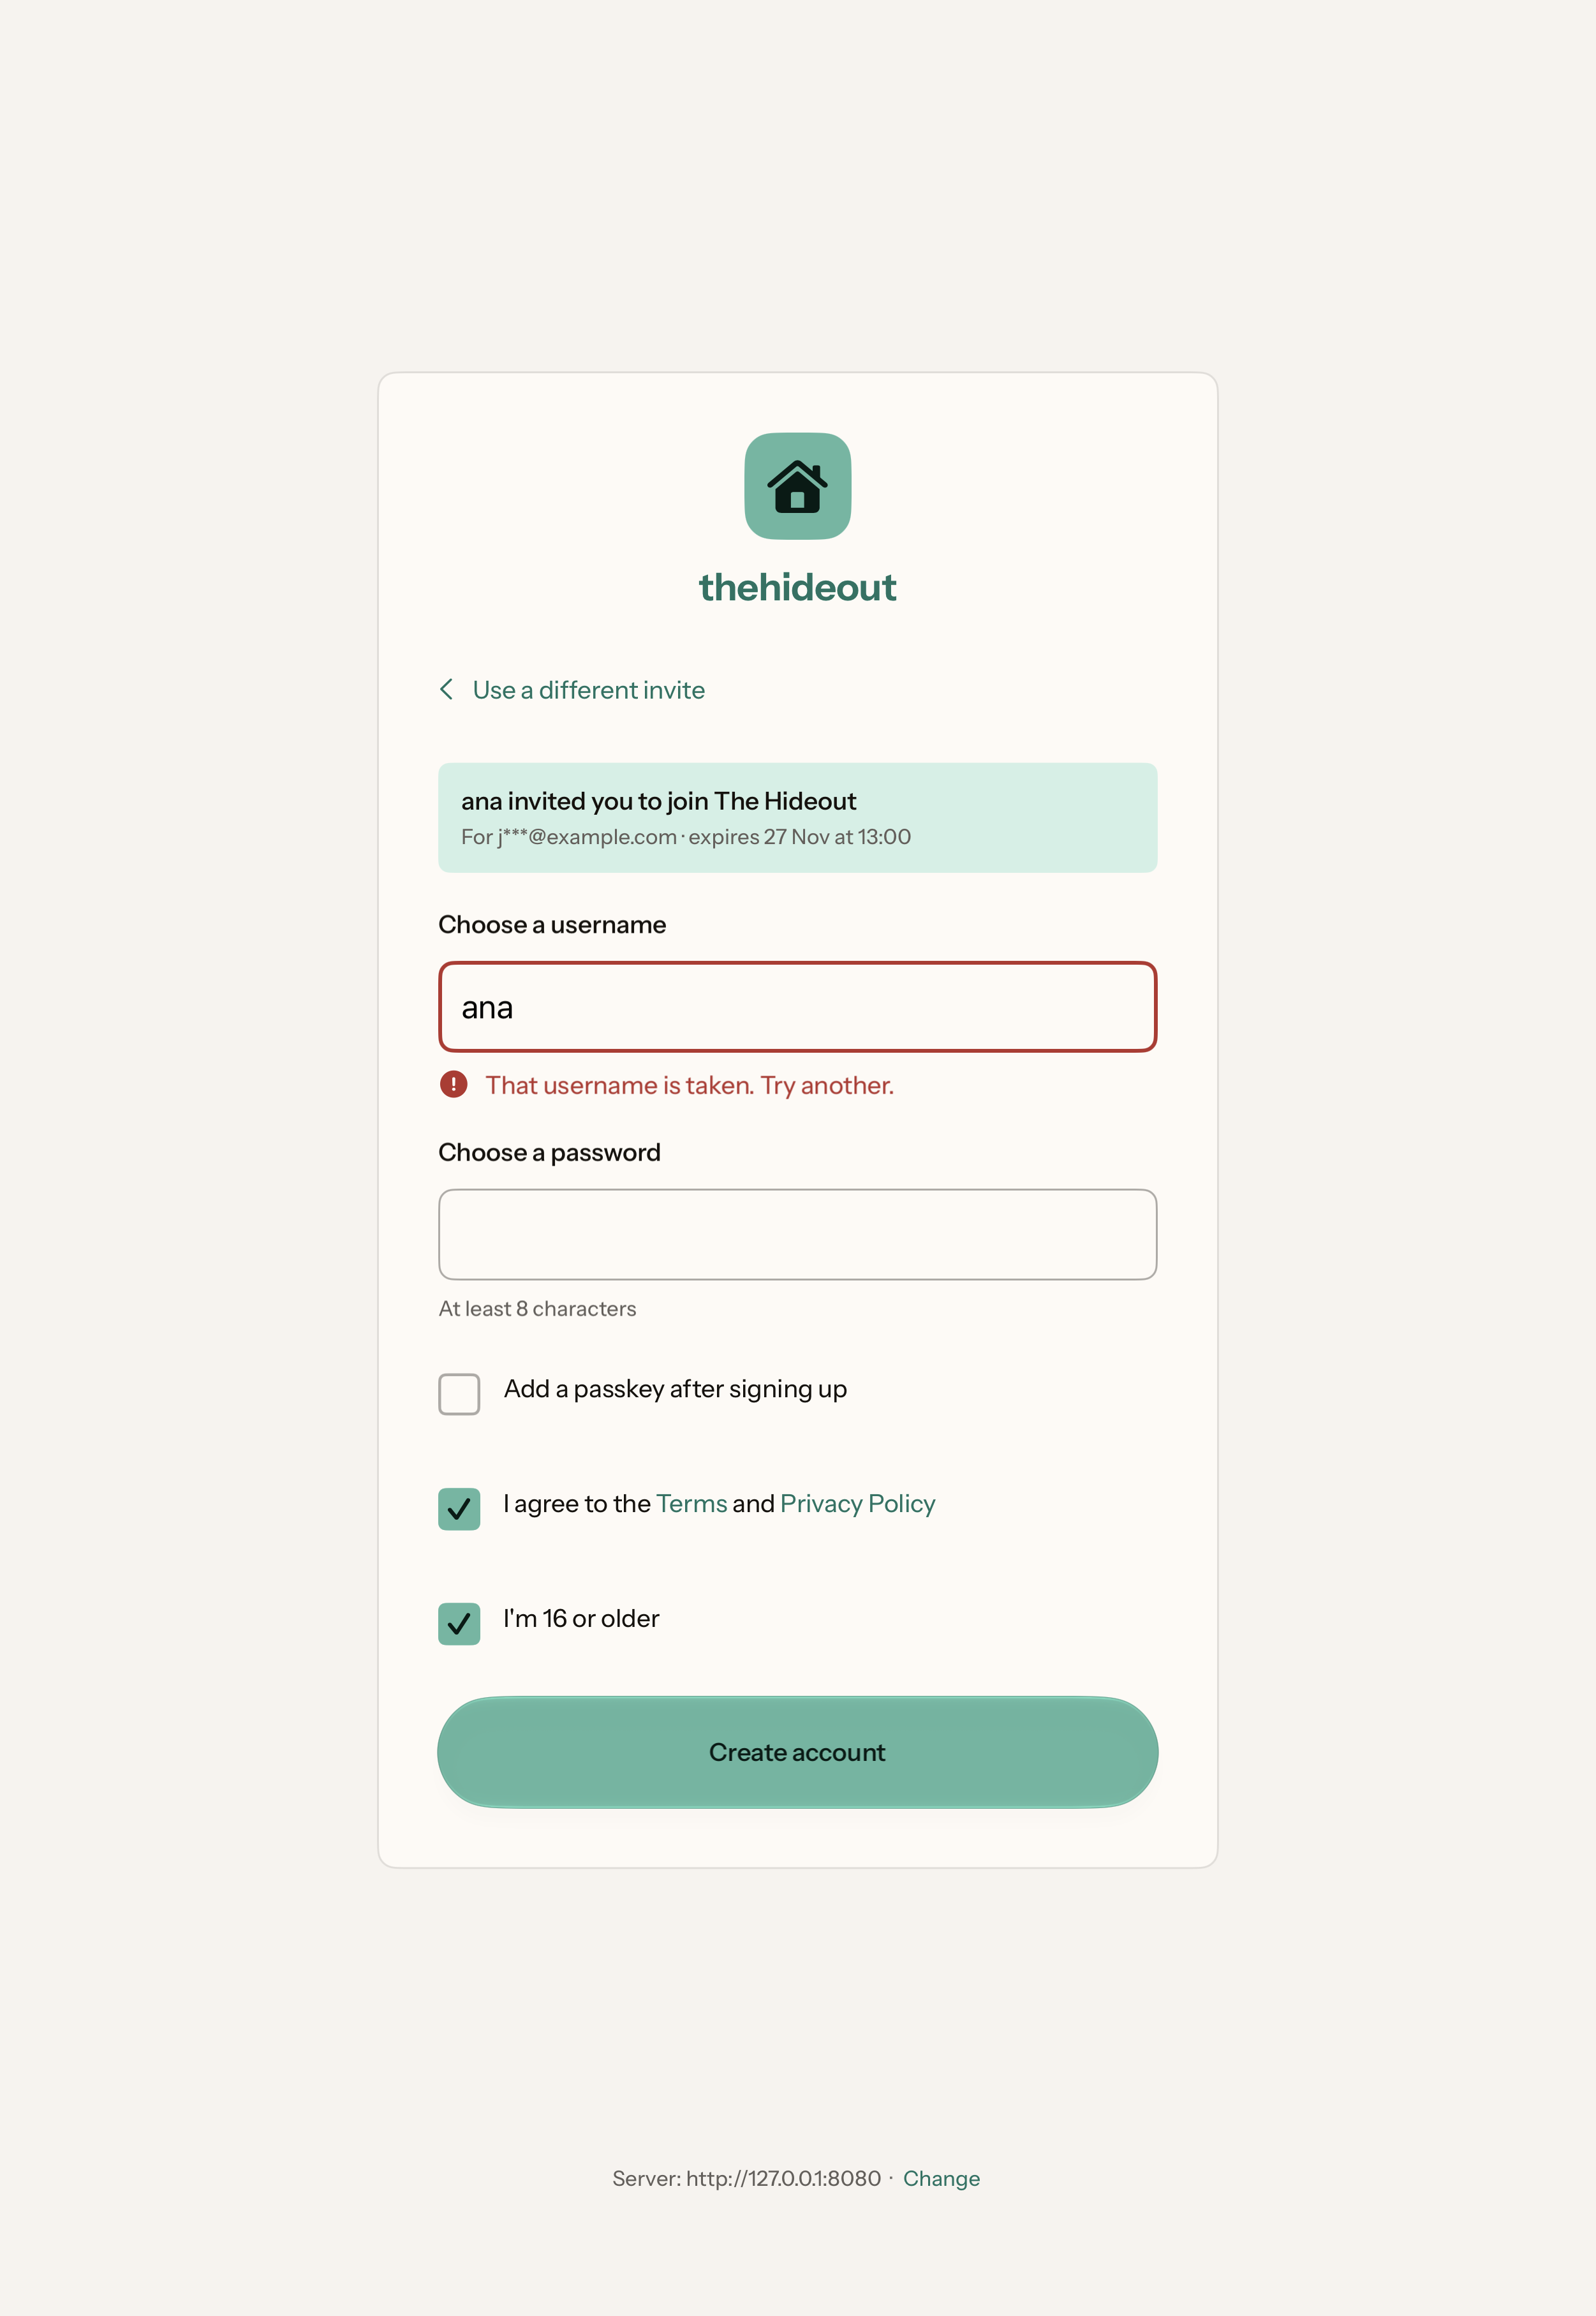 thehideout
Use a different invite
ana invited you to join The Hideout
For j***@example.com · expires 27 Nov at 13:00
Choose a username
ana
That username is taken. Try another.
Choose a password
At least 8 characters
Add a passkey after signing up
I agree to the Terms and Privacy Policy
I'm 16 or older
Create account
Server: http://127.0.0.1:8080 · Change